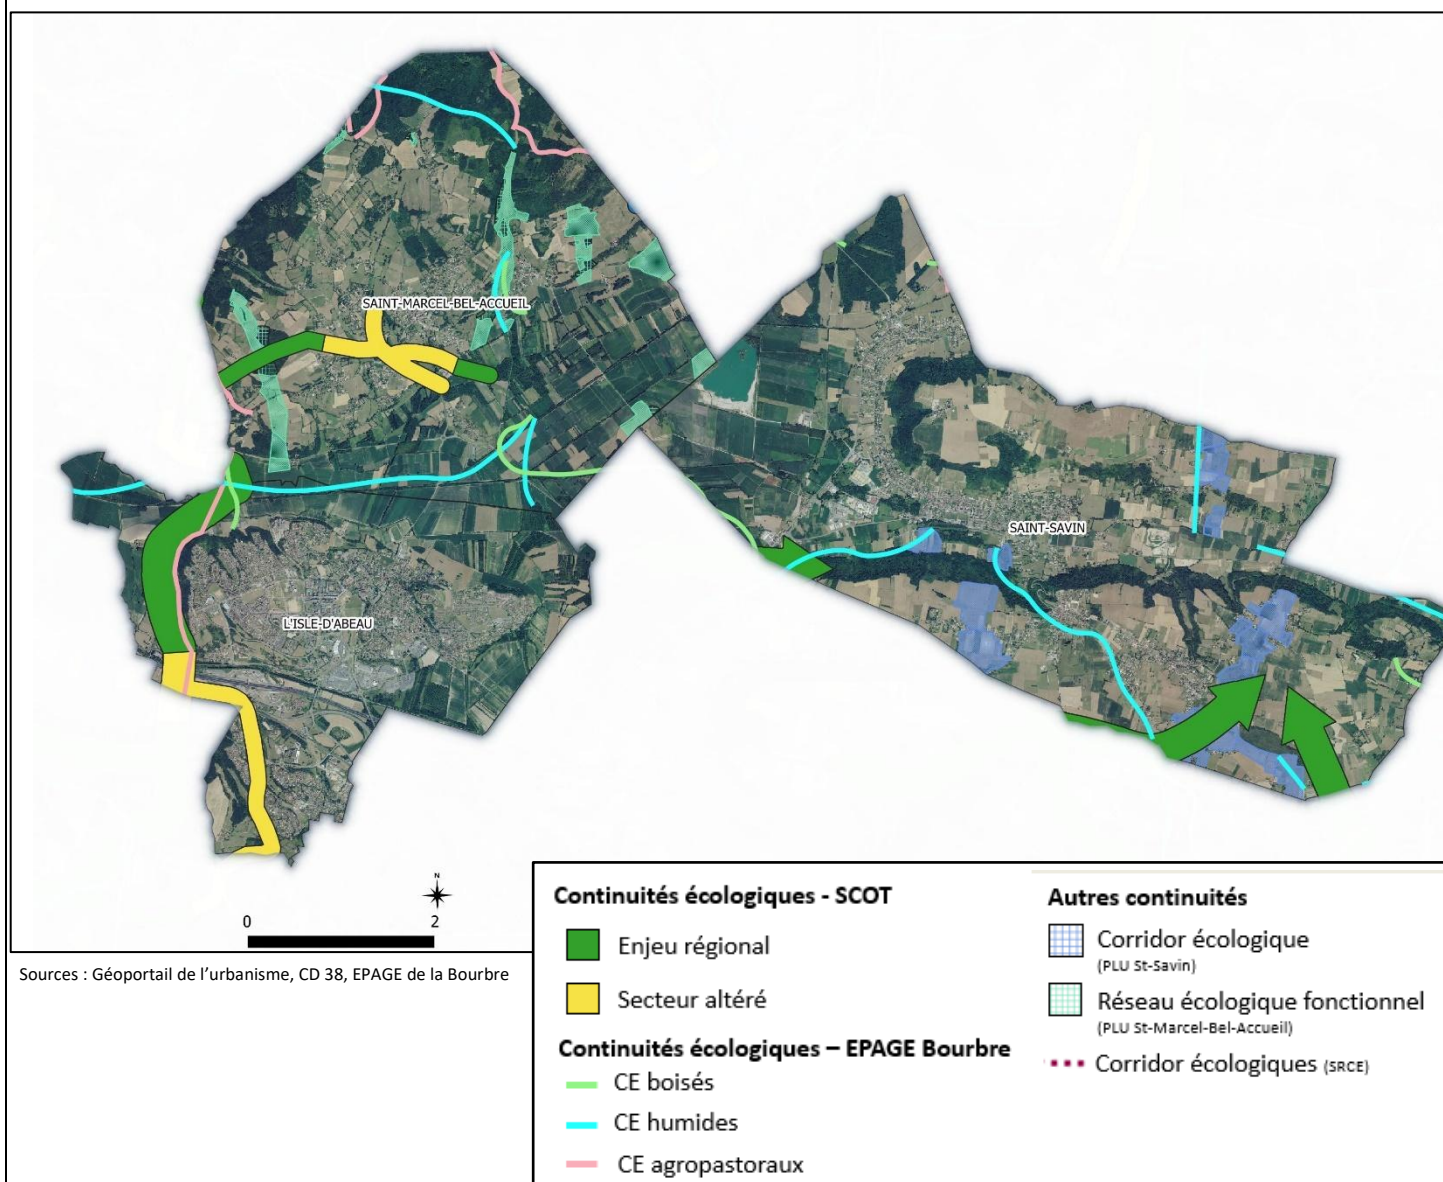 SAINT-MARCEL-BEL-ACCUEIL
SAINT-SAVIN
L'ISLE-D'ABEAU
N
0 2
Sources : Géoportail de l'urbanisme, CD 38, EPAGE de la Bourbre
Continuités écologiques - SCOT
Enjeu régional
Secteur altéré
Continuités écologiques – EPAGE Bourbre
CE boisés
CE humides
CE agropastoraux
Autres continuités
Corridor écologique
(PLU St-Savin)
Réseau écologique fonctionnel
(PLU St-Marcel-Bel-Accueil)
Corridor écologiques (SRCE)